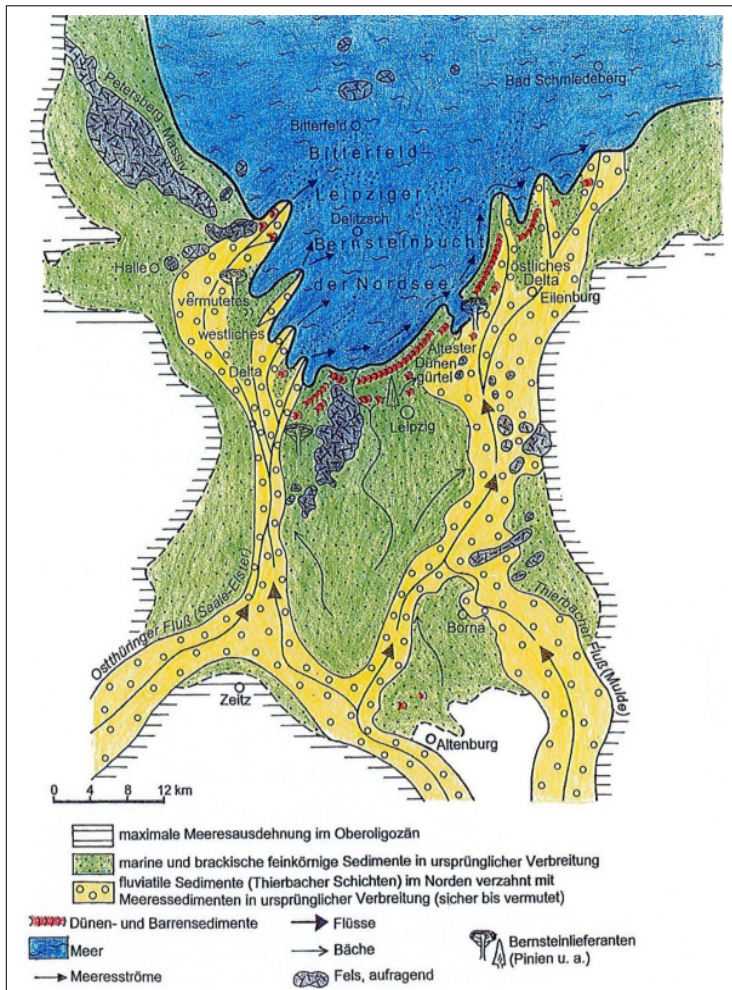 Petersberg-Massiv
Bad Schmiedeberg
Bitterfeld
Bitterfeld
Leipziger
Delitzsch
Bernsteinbucht
der Nordsee
Halle
vermutetes
westliches
Delta
östliches
Delta
Eilenburg
Ältester
Dünen-
gürtel
Leipzig
Ostthüringer Fluß (Saale-Elster)
Thierbacher Fluß (Mulde)
Borna
Zeitz
Altenburg
0 4 8 12 km
maximale Meeresausdehnung im Oberoligozän
marine und brackische feinkörnige Sedimente in ursprünglicher Verbreitung
fluviatile Sedimente (Thierbacher Schichten) im Norden verzahnt mit
Meeressedimenten in ursprünglicher Verbreitung (sicher bis vermutet)
Dünen- und Barrensedimente
Flüsse
Meer
Bäche
Bernsteinlieferanten
(Pinien u. a.)
Meeresströme
Fels, aufragend